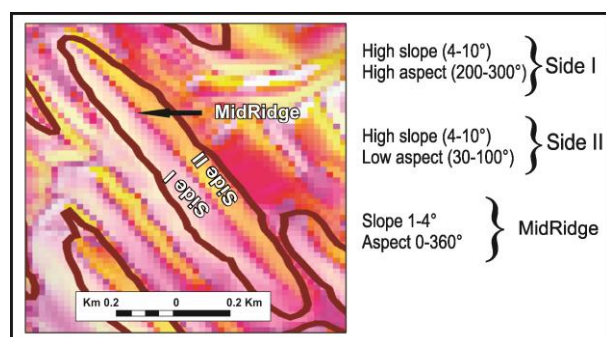 MidRidge
Side I
Side II
Km 0.2 0 0.2 Km
High slope (4-10°)
High aspect (200-300°)
Side I
High slope (4-10°)
Low aspect (30-100°)
Side II
Slope 1-4°
Aspect 0-360°
MidRidge